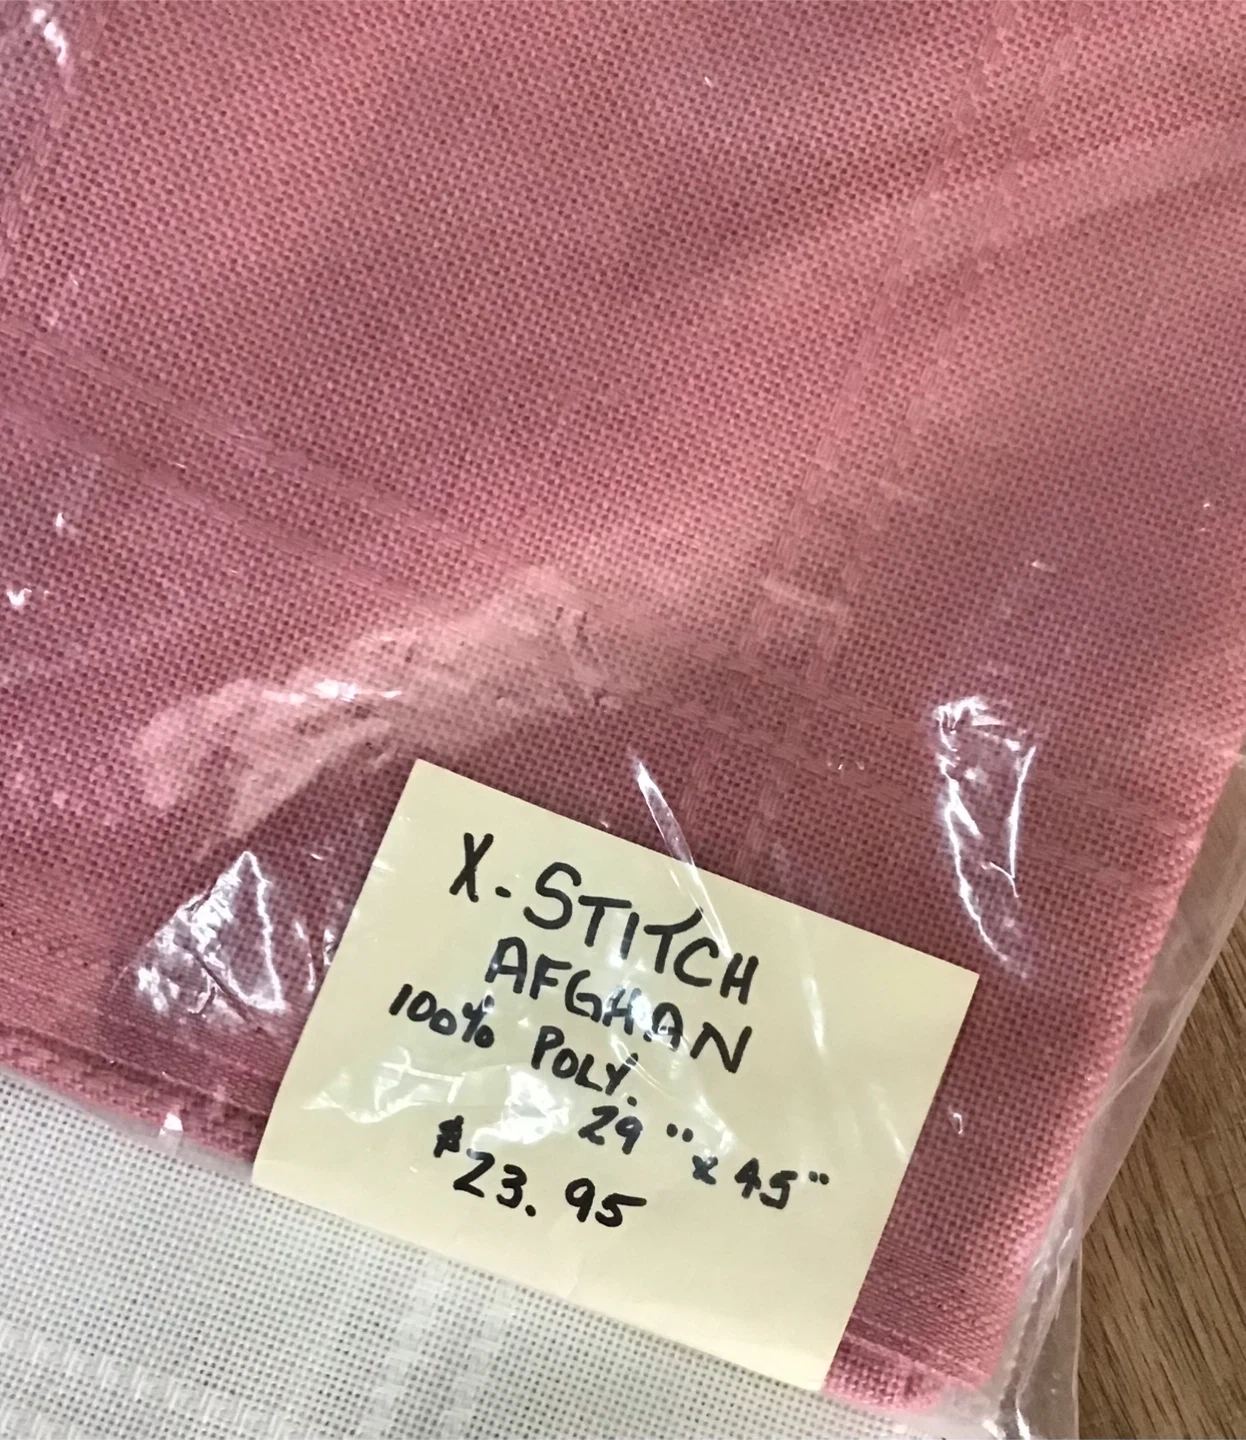 X-STITCH
AFGHAN
100% POLY.
29" x 45"
$23.95